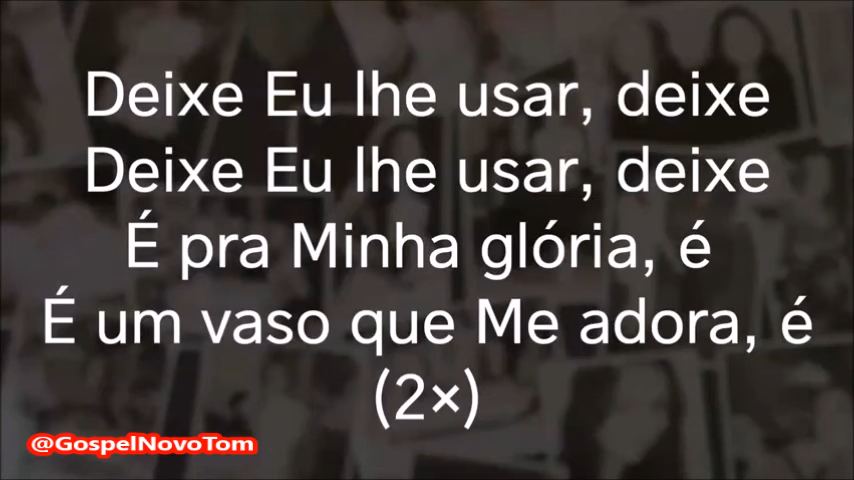 Deixe Eu lhe usar, deixe
Deixe Eu lhe usar, deixe
É pra Minha glória, é
É um vaso que Me adora, é
(2×)
@GospelNovoTom